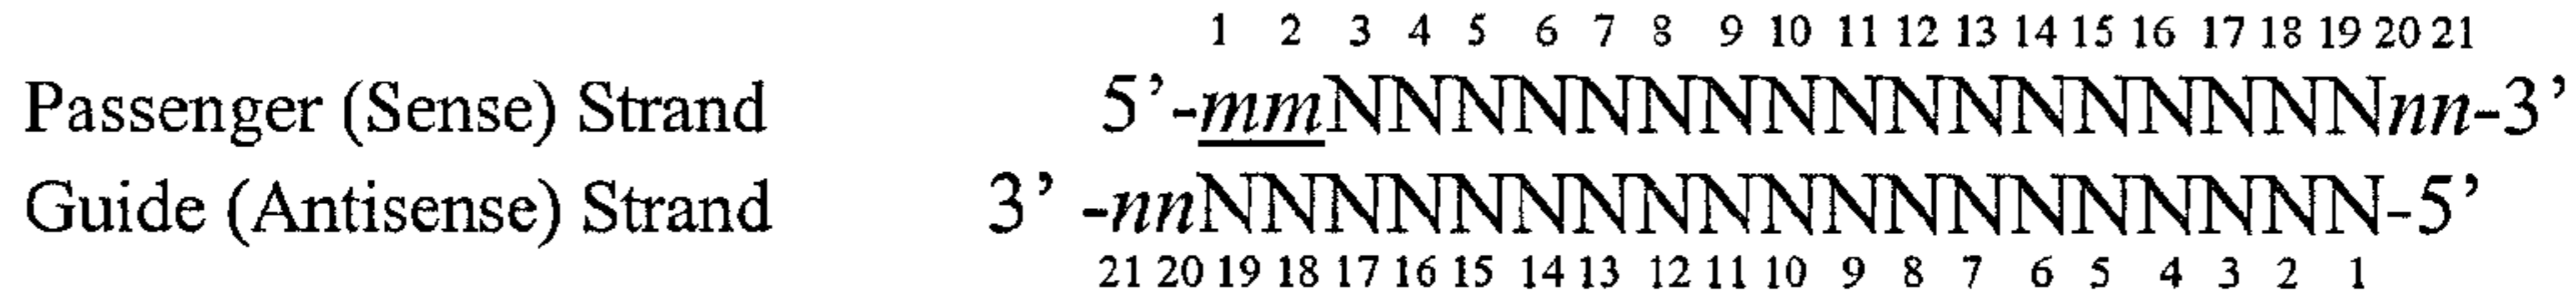 1 2 3 4 5 6 7 8 9 10 11 12 13 14 15 16 17 18 19 20 21
Passenger (Sense) Strand 5’-mmNNNNNNNNNNNNNNNNNnn-3’
Guide (Antisense) Strand 3’ -nnNNNNNNNNNNNNNNNNNNN-5’
21 20 19 18 17 16 15 14 13 12 11 10 9 8 7 6 5 4 3 2 1